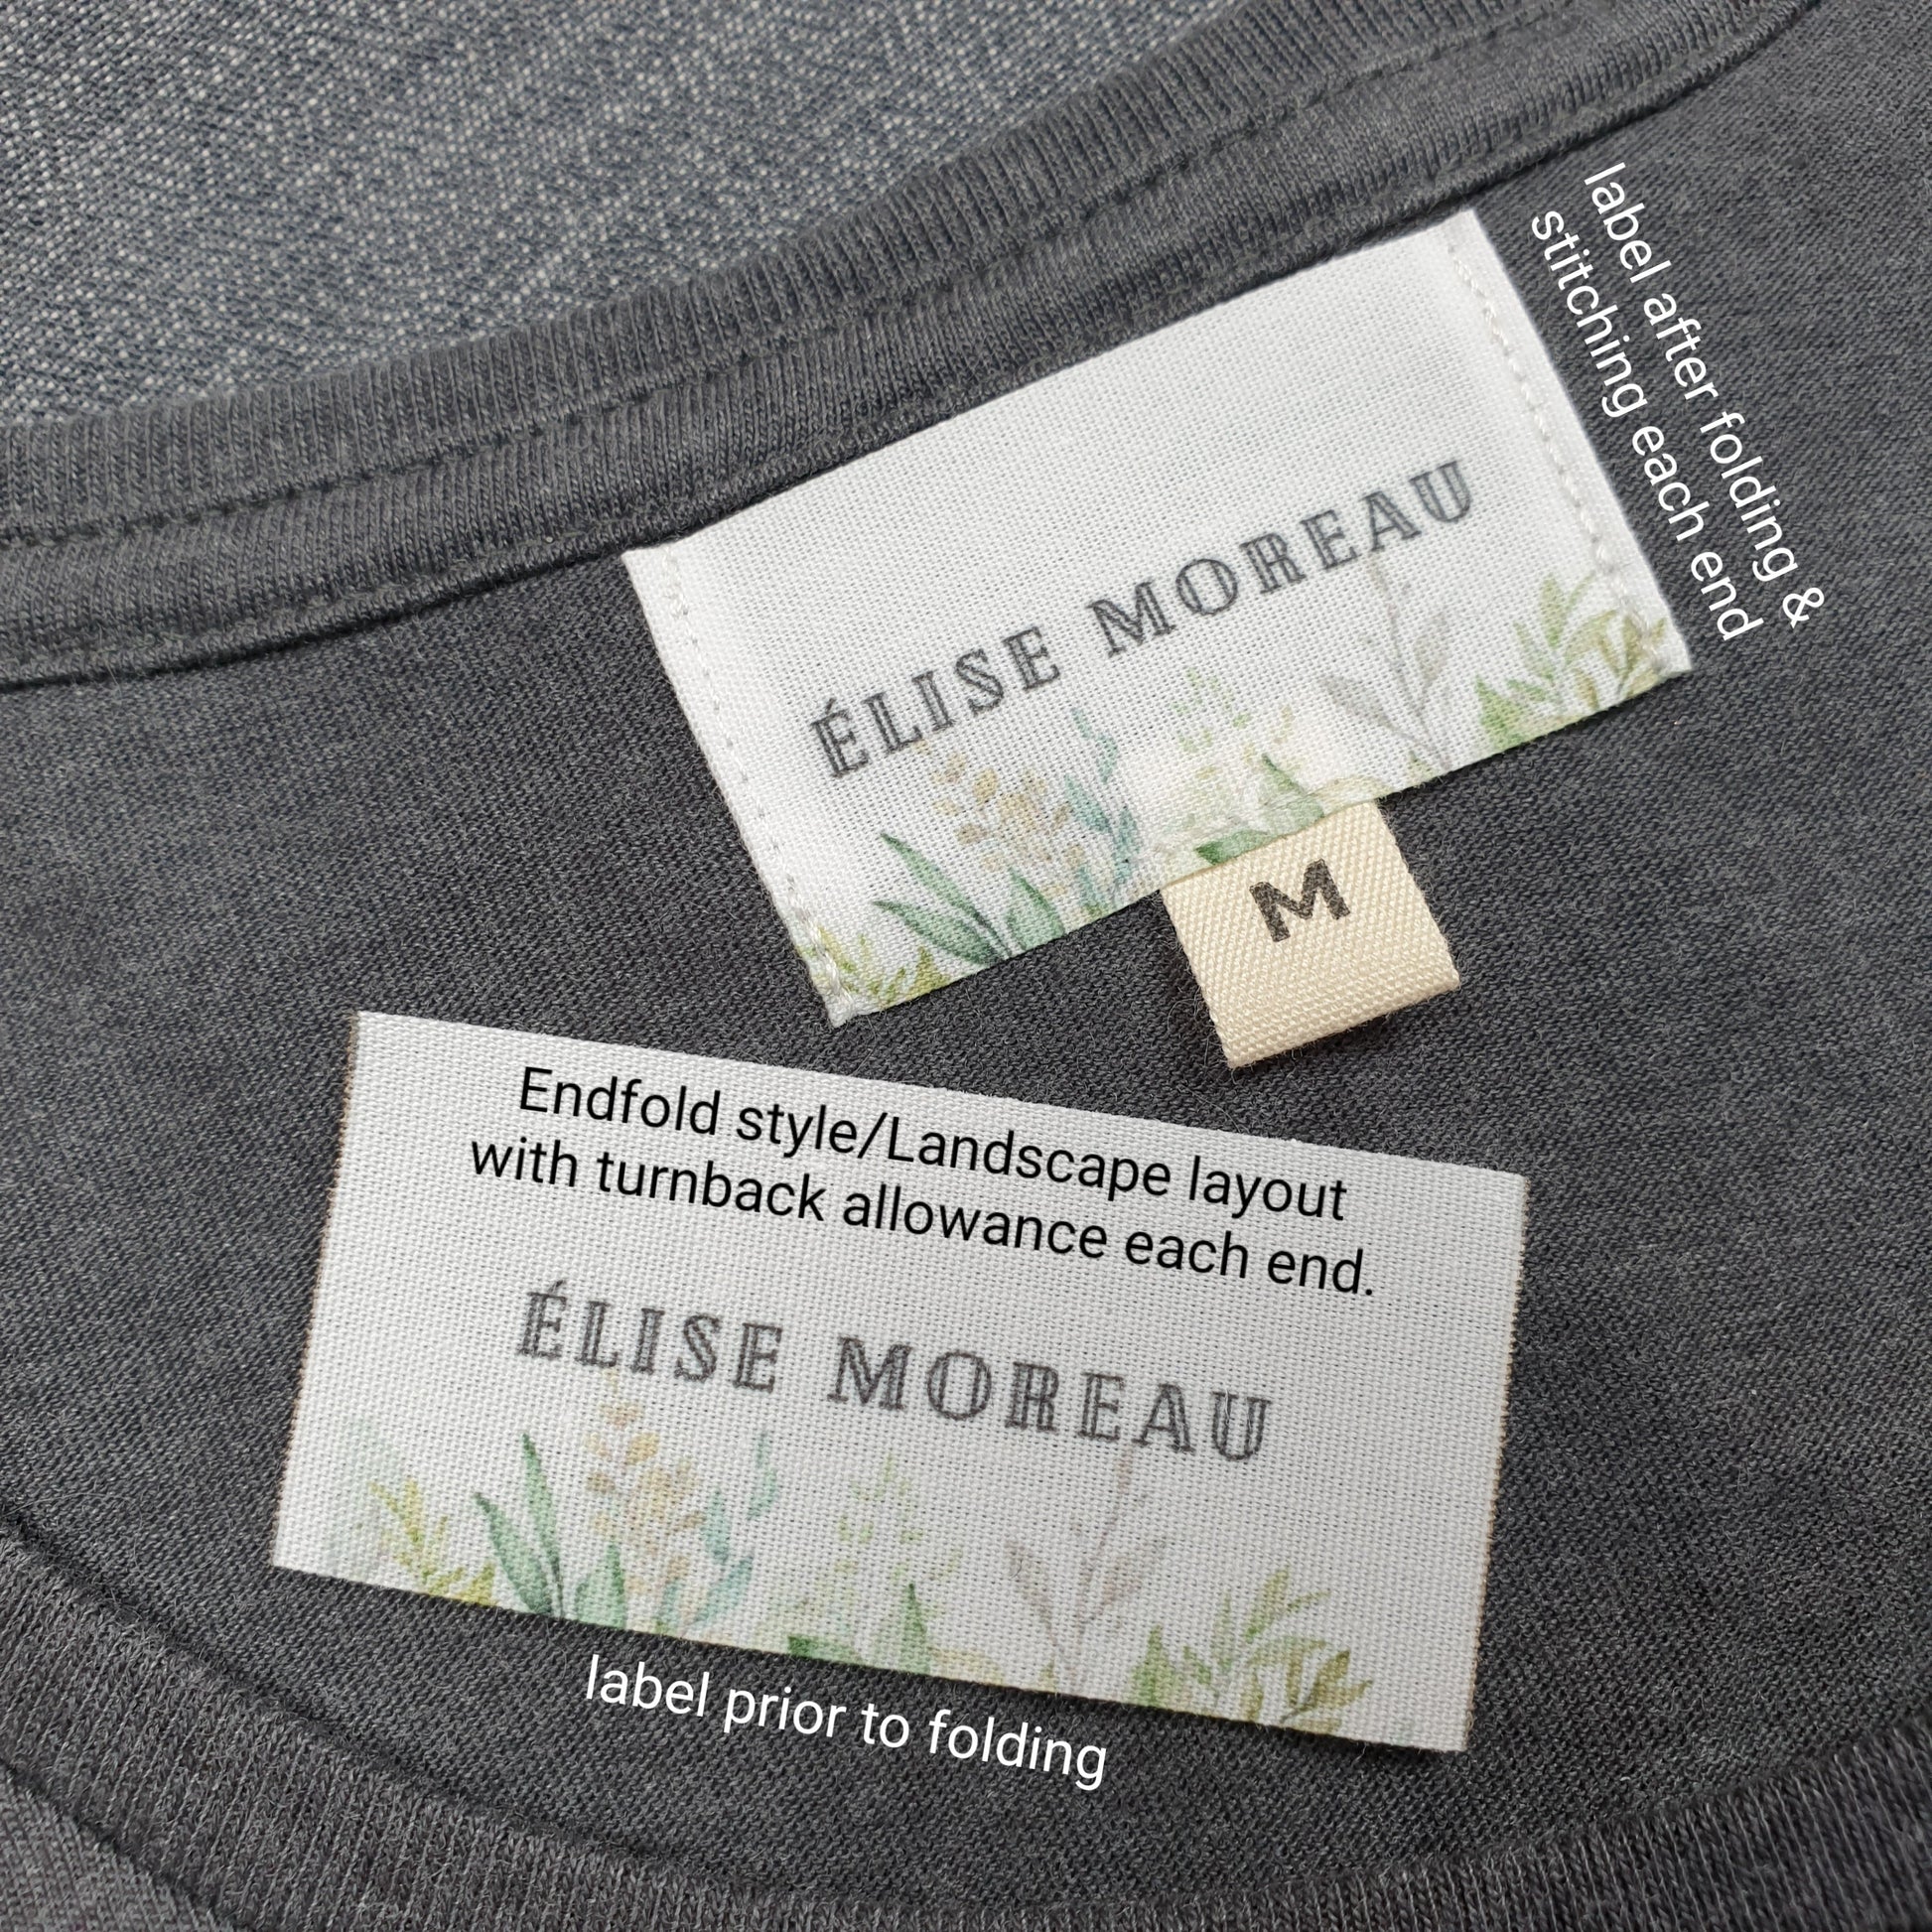 label after folding &
stitching each end
ÉLISE MOREAU
M
Endfold style/Landscape layout
with turnback allowance each end.
ÉLISE MOREAU
label prior to folding